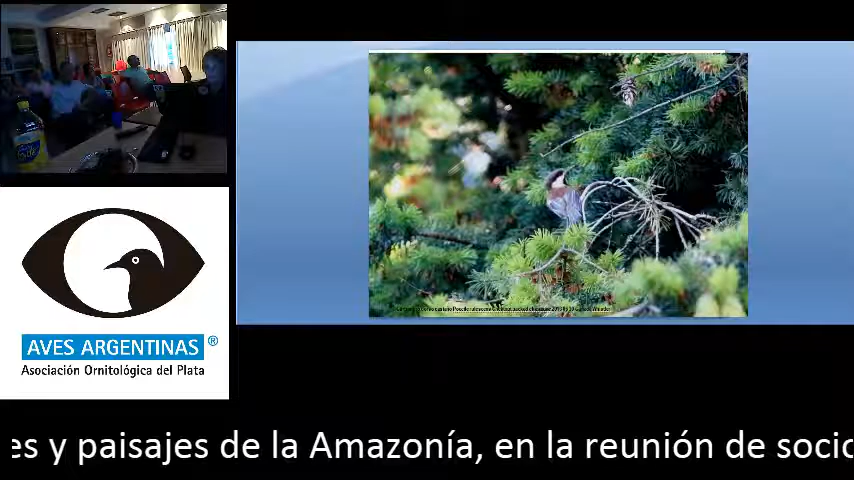 AVES ARGENTINAS®
Asociación Ornitológica del Plata
es y paisajes de la Amazonía, en la reunión de socio